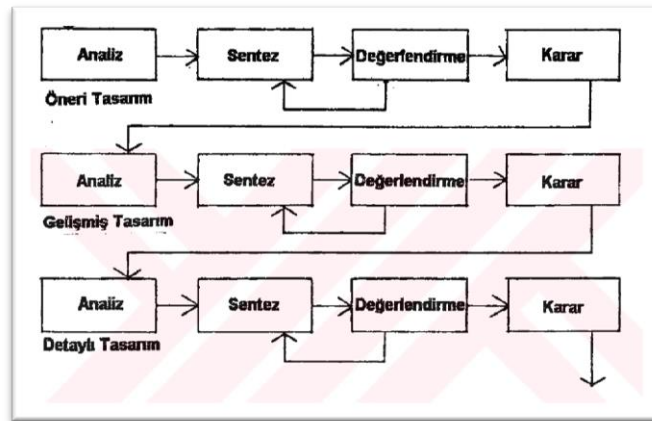 Analiz Sentez Değerlendirme Karar
Öneri Tasarım
Analiz Sentez Değerlendirme Karar
Gelişmiş Tasarım
Analiz Sentez Değerlendirme Karar
Detaylı Tasarım